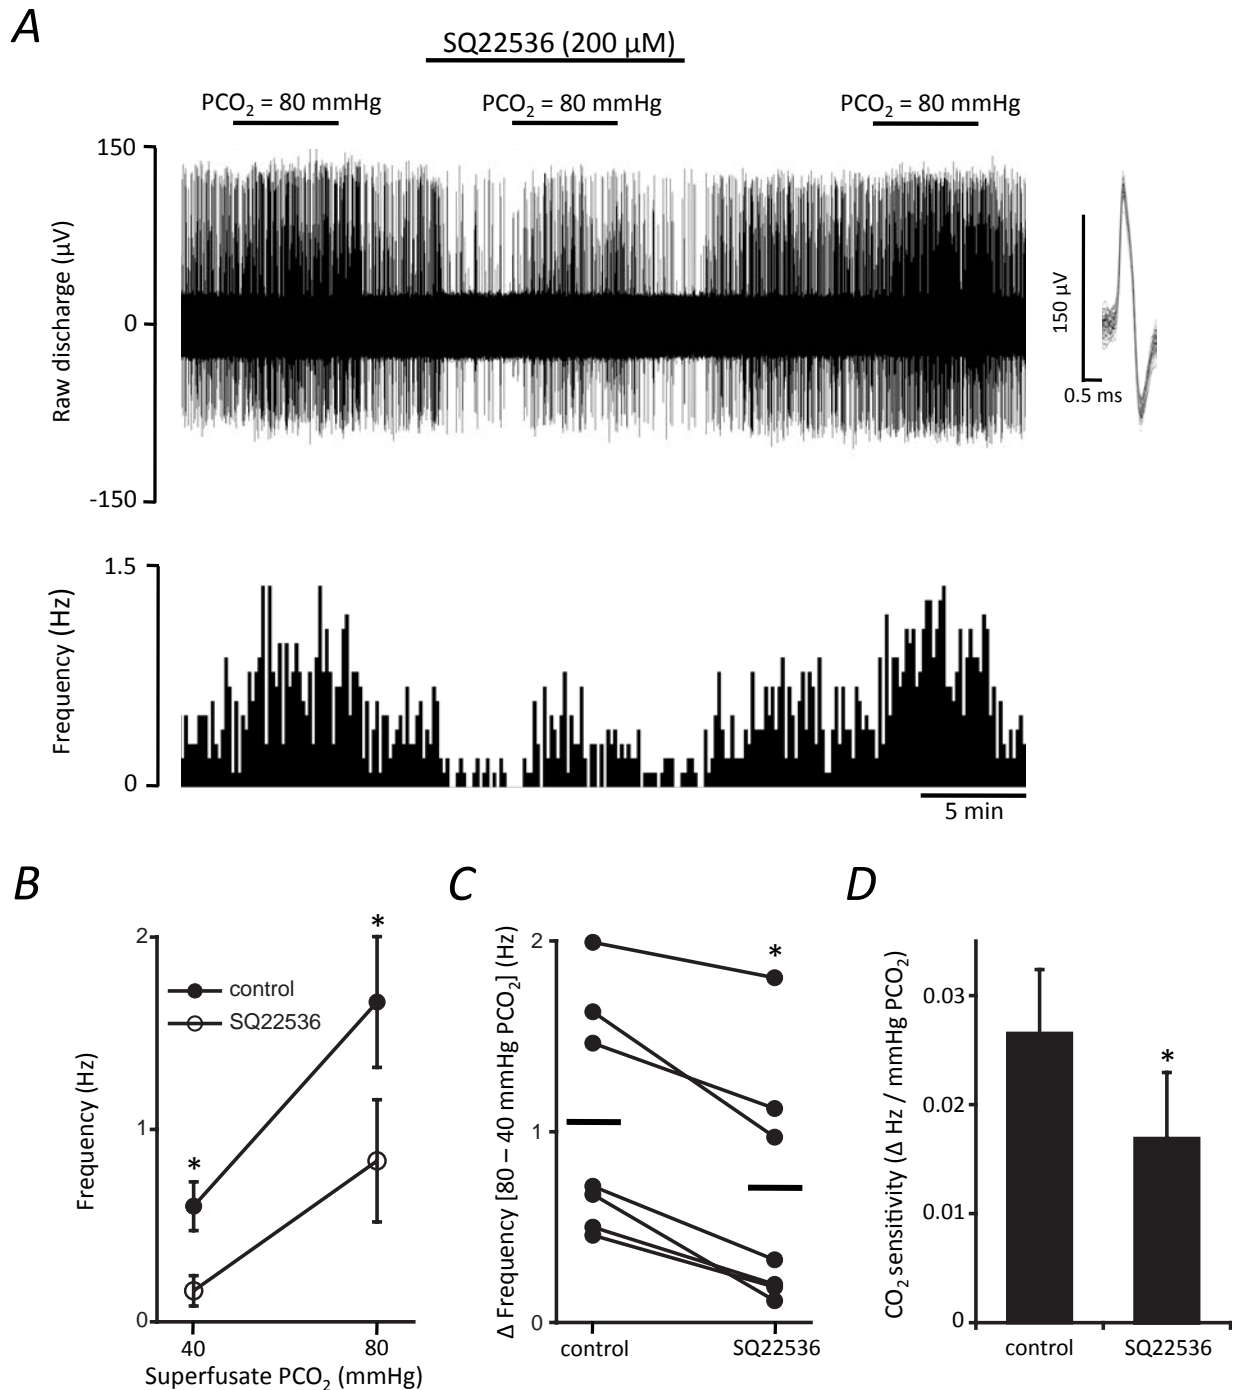 A
SQ22536 (200 µM)
PCO2 = 80 mmHg PCO2 = 80 mmHg PCO2 = 80 mmHg
150
0
-150
Raw discharge (µV)
150 µV
0.5 ms
1.5
0
Frequency (Hz)
5 min
B
*
*
2
1
0
control
SQ22536
Frequency (Hz)
40 80
Superfusate PCO2 (mmHg)
C
*
2
1
0
Δ Frequency [80 – 40 mmHg PCO2] (Hz)
control SQ22536
D
*
0.03
0.02
0.01
0
CO2 sensitivity (Δ Hz / mmHg PCO2)
control SQ22536